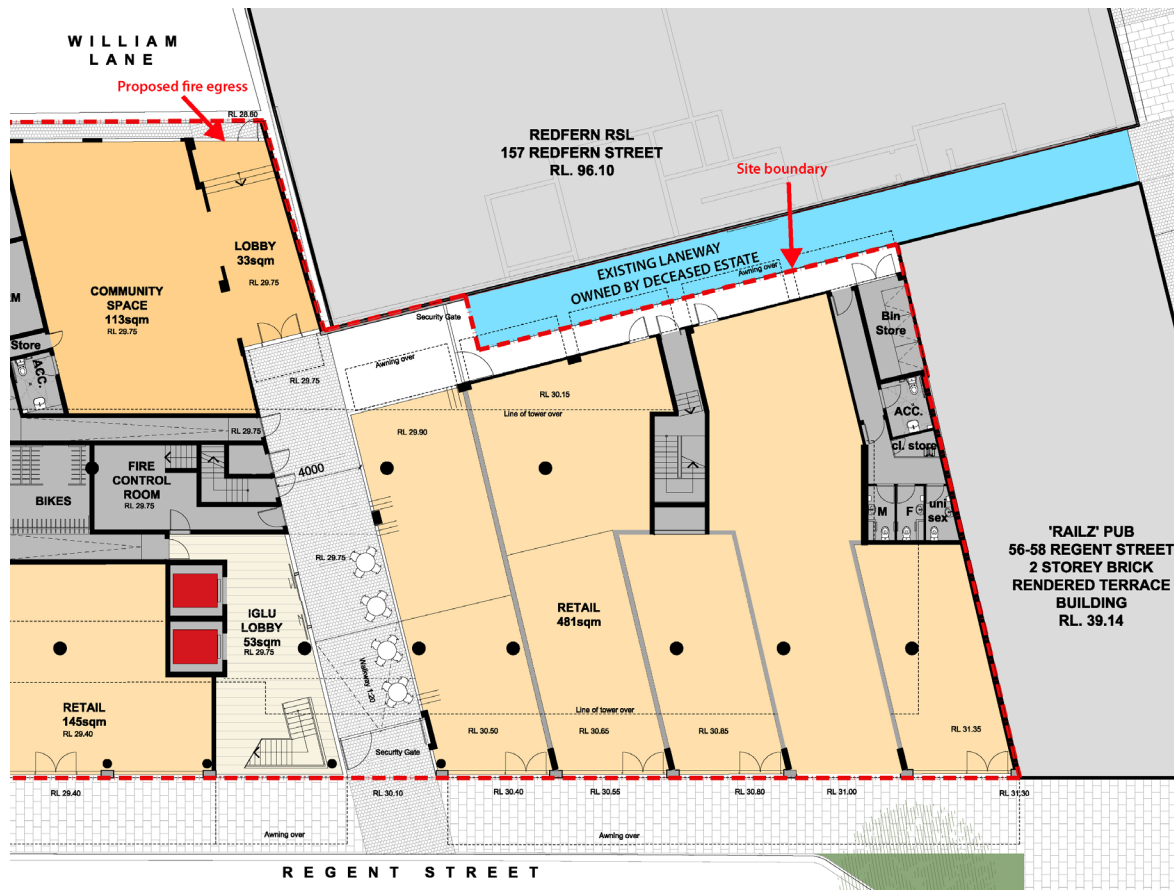 WILLIAM
LANE
Proposed fire egress
RL 28.60
REDFERN RSL
157 REDFERN STREET
RL. 96.10
Site boundary
LOBBY
33sqm
RL 29.75
COMMUNITY
SPACE
113sqm
RL 29.75
EXISTING LANEWAY
OWNED BY DECEASED ESTATE
Awning over
Security Gate
Awning over
Store
ACC.
RL 29.75
Bin
Store
RL 30.15
Line of tower over
RL 29.75
RL 29.90
ACC.
cl. store
4000
FIRE
CONTROL
ROOM
RL 29.75
BIKES
M
F
uni
sex
RL 29.75
'RAILZ' PUB
56-58 REGENT STREET
2 STOREY BRICK
RENDERED TERRACE
BUILDING
RL. 39.14
IGLU
LOBBY
53sqm
RL 29.75
RETAIL
481sqm
Walkway 1:20
RETAIL
145sqm
RL 29.40
Line of tower over
RL 30.50
RL 30.65
RL 30.85
RL 31.35
Security Gate
RL 29.40
RL 30.10
RL 30.40
RL 30.55
RL 30.80
RL 31.00
RL 31.30
Awning over
Awning over
REGENT STREET